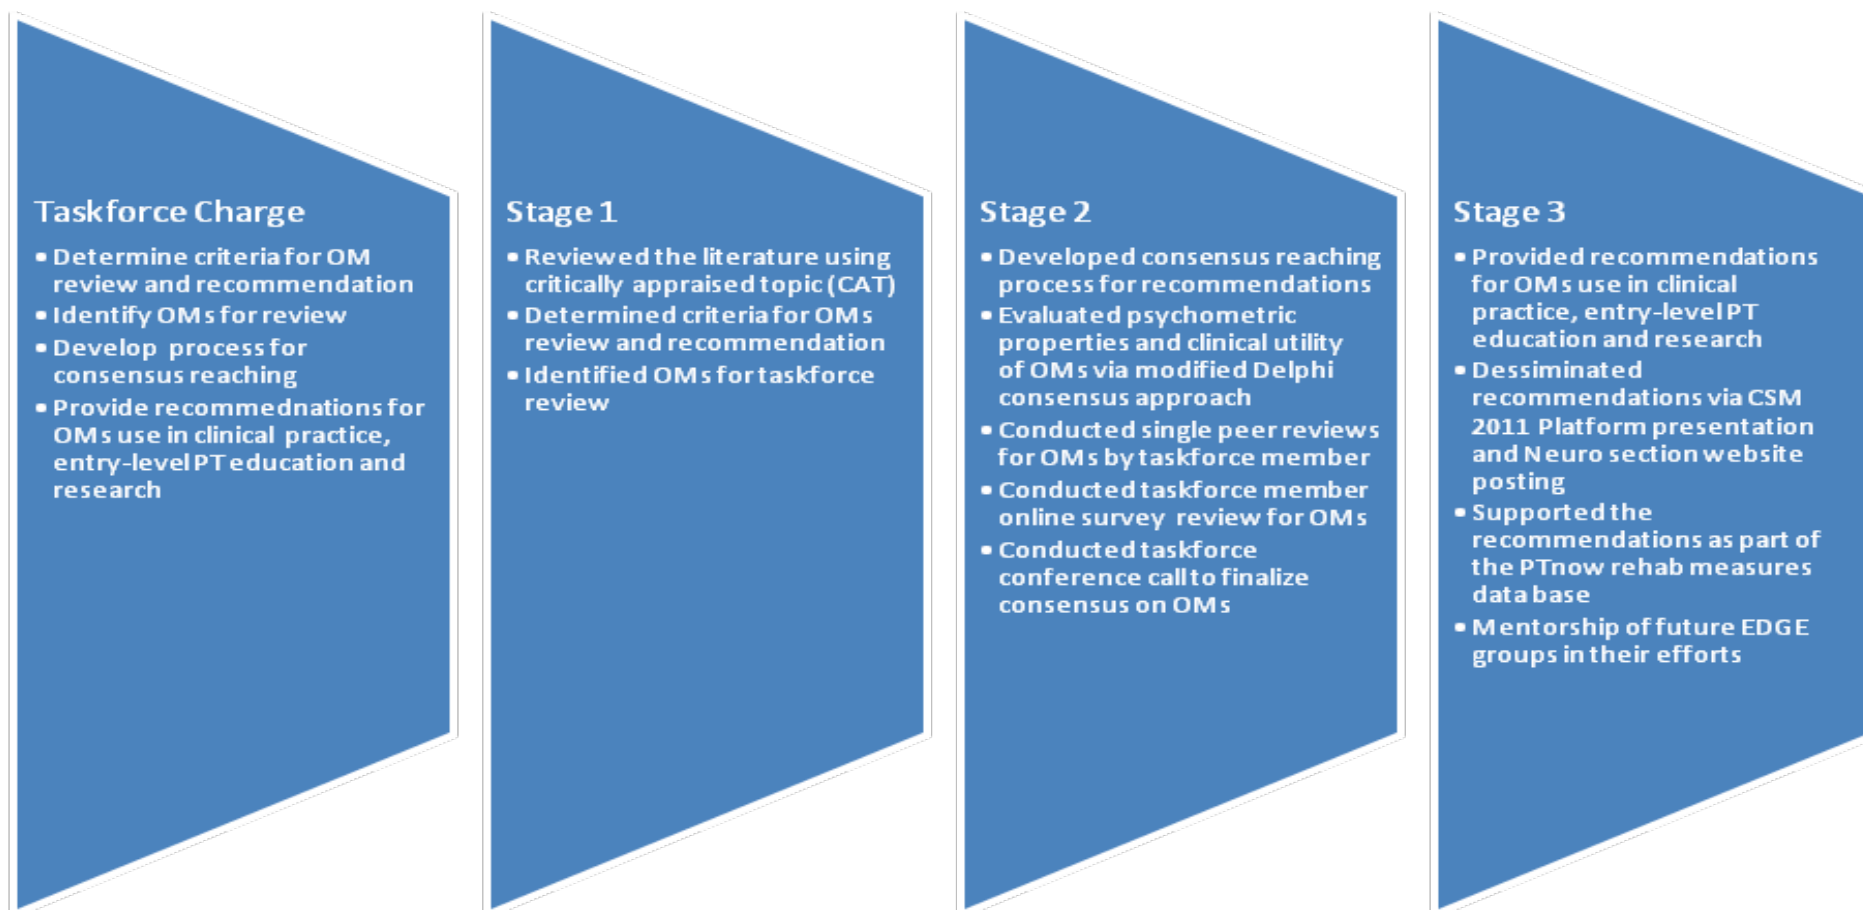 Taskforce Charge
• Determine criteria for OM
review and recommendation
• Identify OMs for review
• Develop process for
consensus reaching
• Provide recommednations for
OMs use in clinical practice,
entry-level PT education and
research
Stage 1
• Reviewed the literature using
critically appraised topic (CAT)
• Determined criteria for OMs
review and recommendation
• Identified OMs for taskforce
review
Stage 2
• Developed consensus reaching
process for recommendations
• Evaluated psychometric
properties and clinical utility
of OMs via modified Delphi
consensus approach
• Conducted single peer reviews
for OMs by taskforce member
• Conducted taskforce member
online survey review for OMs
• Conducted taskforce
conference call to finalize
consensus on OMs
Stage 3
• Provided recommendations
for OMs use in clinical
practice, entry-level PT
education and research
• Dessiminated
recommendations via CSM
2011 Platform presentation
and Neuro section website
posting
• Supported the
recommendations as part of
the PTnow rehab measures
data base
• Mentorship of future EDGE
groups in their efforts